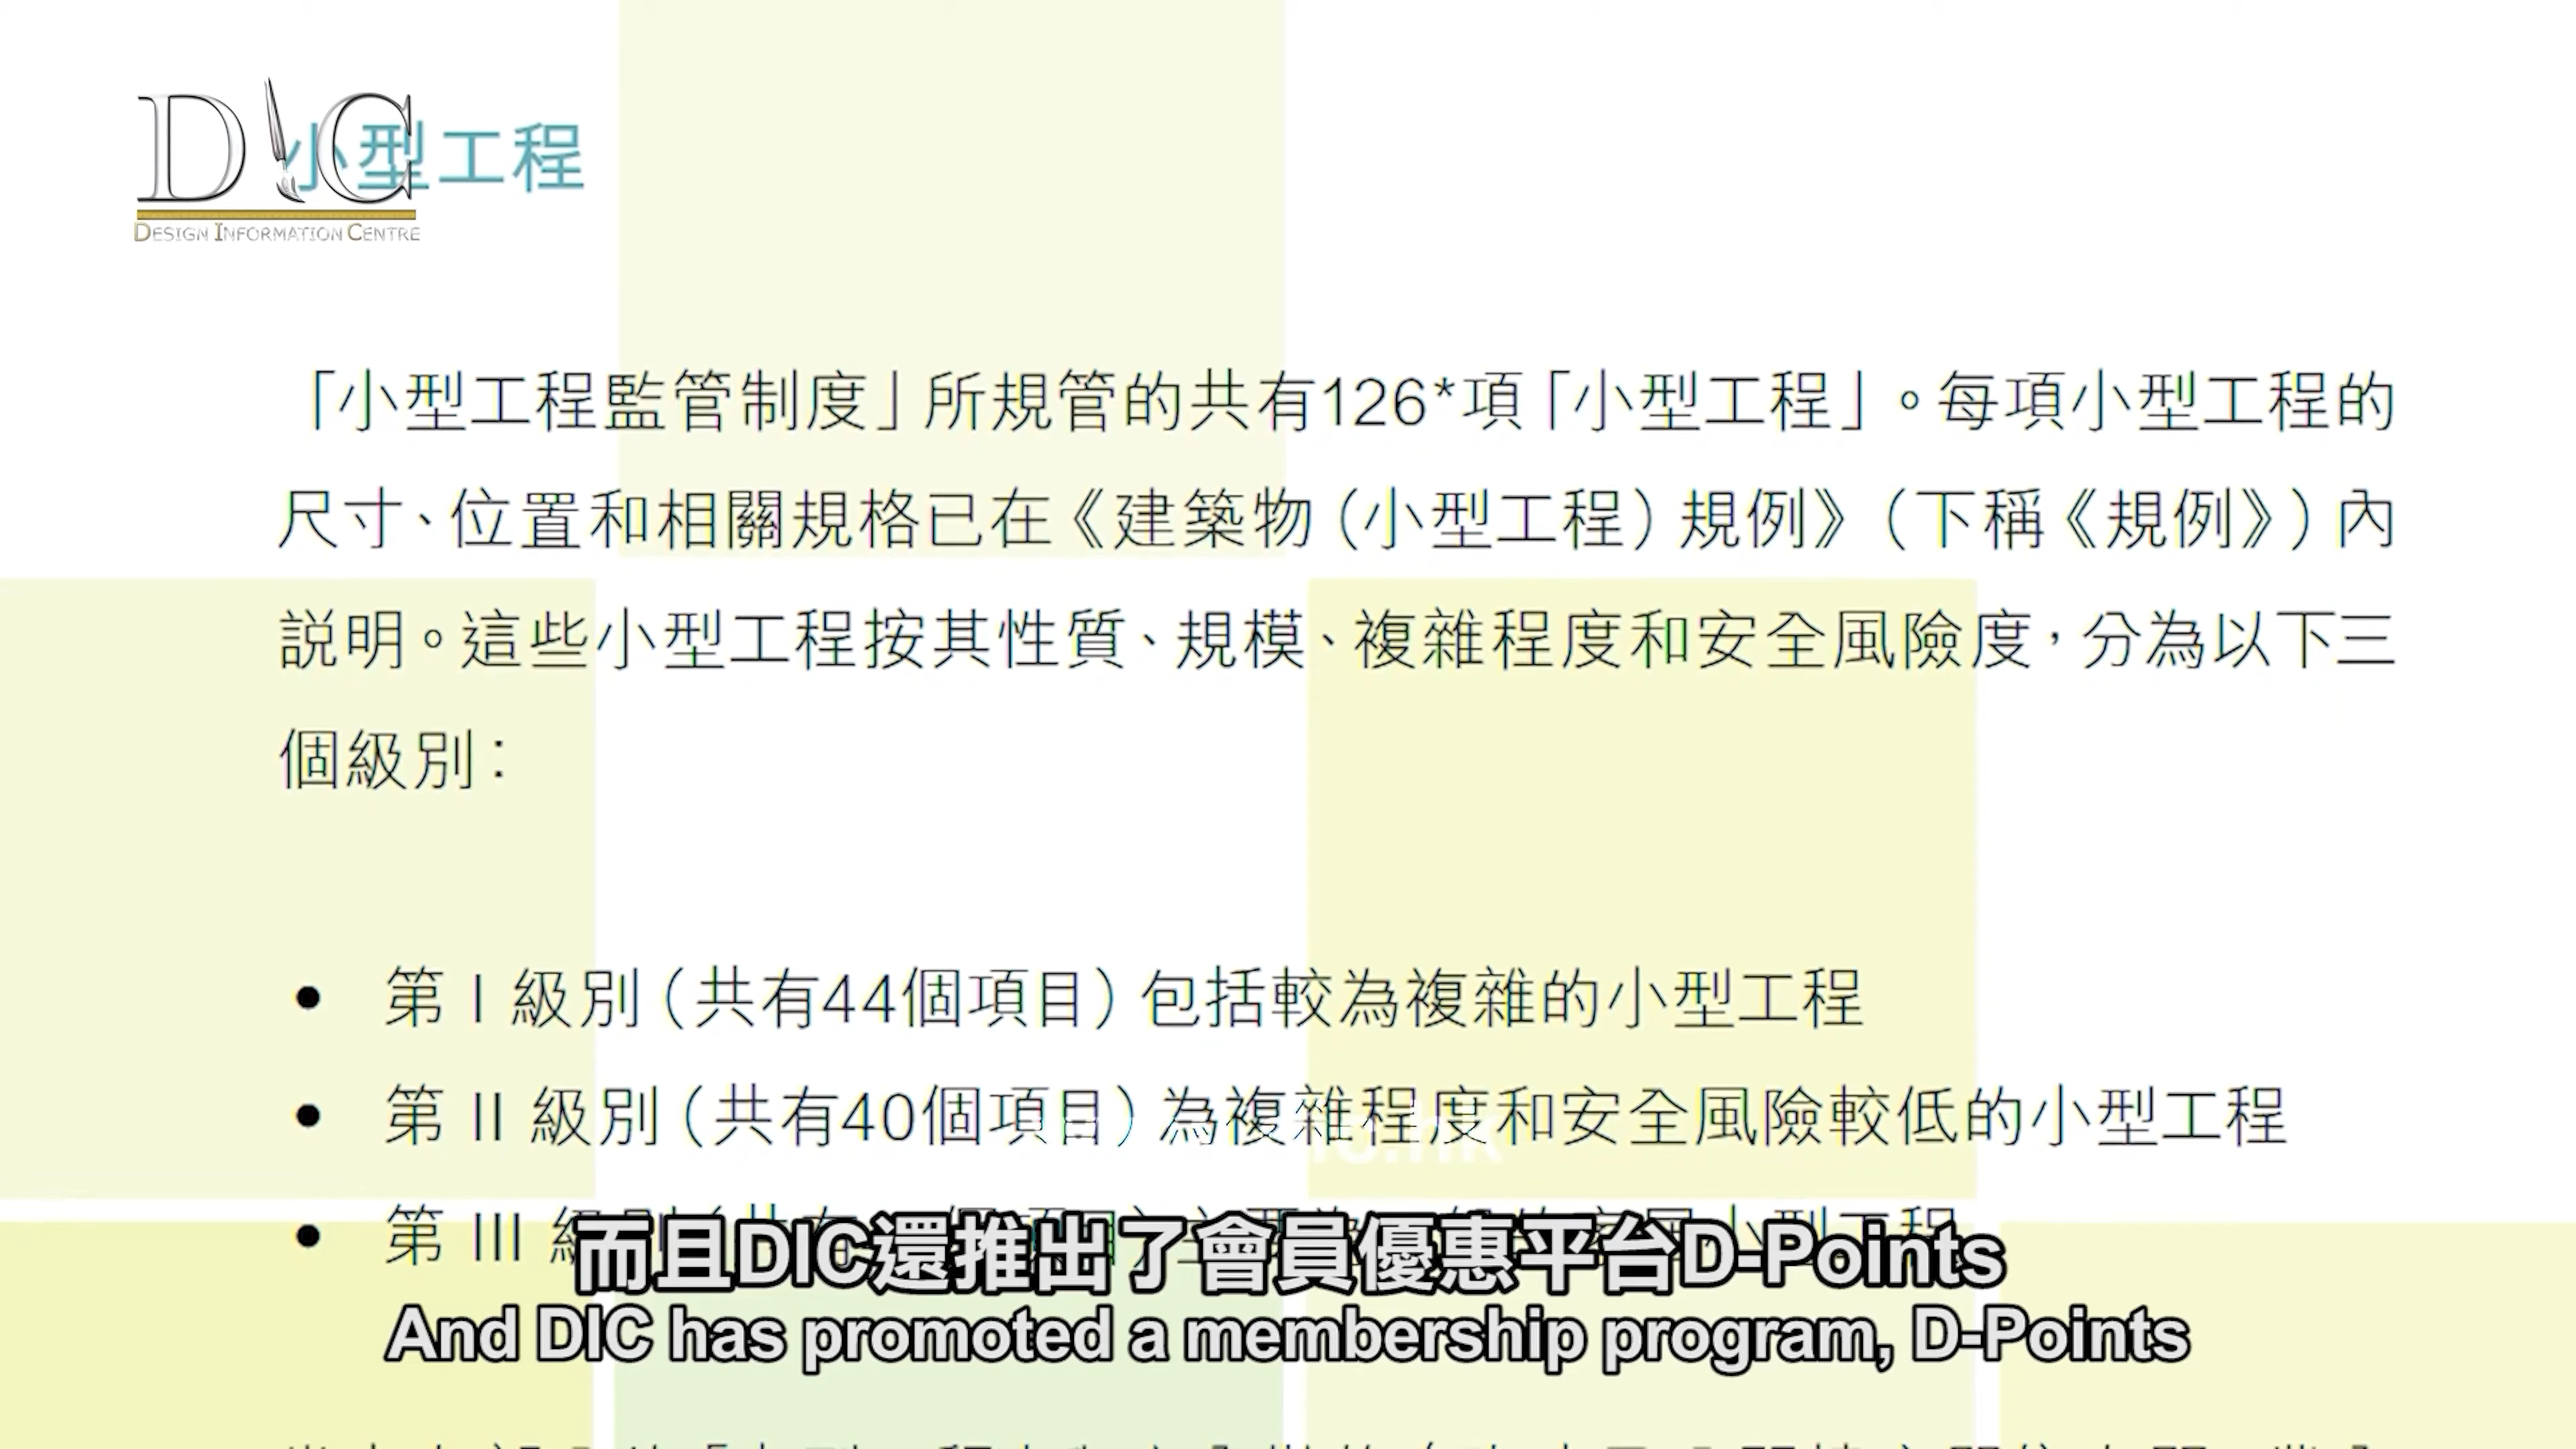 DIC
DESIGN INFORMATION CENTRE
小型工程
「小型工程監管制度」所規管的共有126*項「小型工程」。每項小型工程的
尺寸、位置和相關規格已在《建築物（小型工程）規例》（下稱《規例》）內
説明。這些小型工程按其性質、規模、複雜程度和安全風險度，分為以下三
個級別：
• 第 I 級別（共有44個項目）包括較為複雜的小型工程
• 第 II 級別（共有40個項目）為複雜程度和安全風險較低的小型工程
• 第 III 級別 小型工程
而且DIC還推出了會員優惠平台D-Points
And DIC has promoted a membership program, D-Points